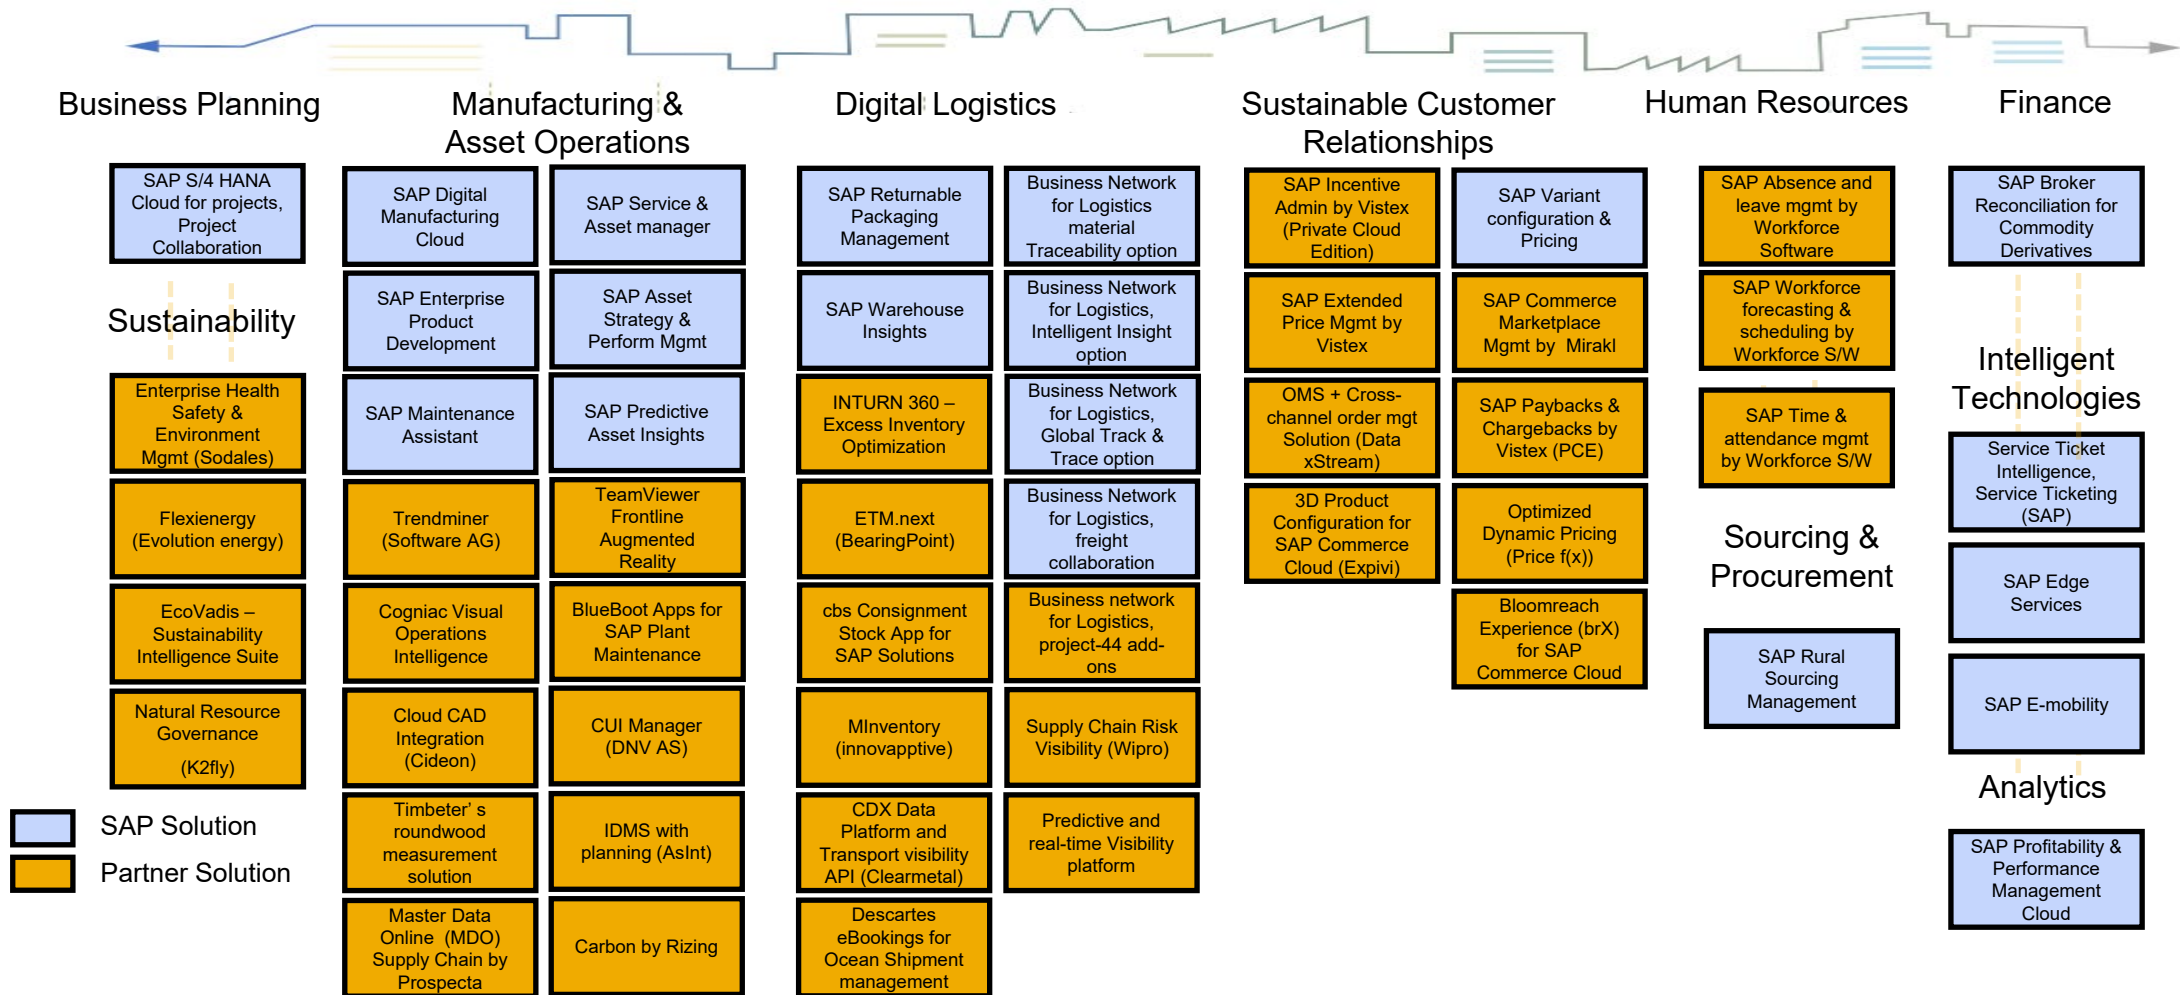 Business Planning
SAP S/4 HANA
Cloud for projects,
Project
Collaboration
Sustainability
Enterprise Health
Safety &
Environment
Mgmt (Sodales)
Flexienergy
(Evolution energy)
EcoVadis –
Sustainability
Intelligence Suite
Natural Resource
Governance
(K2fly)
SAP Solution
Partner Solution
Manufacturing &
Asset Operations
SAP Digital
Manufacturing
Cloud
SAP Enterprise
Product
Development
SAP Maintenance
Assistant
Trendminer
(Software AG)
Cogniac Visual
Operations
Intelligence
Cloud CAD
Integration
(Cideon)
Timbeter’ s
roundwood
measurement
solution
Master Data
Online (MDO)
Supply Chain by
Prospecta
SAP Service &
Asset manager
SAP Asset
Strategy &
Perform Mgmt
SAP Predictive
Asset Insights
TeamViewer
Frontline
Augmented
Reality
BlueBoot Apps for
SAP Plant
Maintenance
CUI Manager
(DNV AS)
IDMS with
planning (AsInt)
Carbon by Rizing
Digital Logistics
SAP Returnable
Packaging
Management
SAP Warehouse
Insights
INTURN 360 –
Excess Inventory
Optimization
ETM.next
(BearingPoint)
cbs Consignment
Stock App for
SAP Solutions
MInventory
(innovapptive)
CDX Data
Platform and
Transport visibility
API (Clearmetal)
Descartes
eBookings for
Ocean Shipment
management
Business Network
for Logistics
material
Traceability option
Business Network
for Logistics,
Intelligent Insight
option
Business Network
for Logistics,
Global Track &
Trace option
Business Network
for Logistics,
freight
collaboration
Business network
for Logistics,
project-44 add-
ons
Supply Chain Risk
Visibility (Wipro)
Predictive and
real-time Visibility
platform
Sustainable Customer
Relationships
SAP Incentive
Admin by Vistex
(Private Cloud
Edition)
SAP Extended
Price Mgmt by
Vistex
OMS + Cross-
channel order mgt
Solution (Data
xStream)
3D Product
Configuration for
SAP Commerce
Cloud (Expivi)
SAP Variant
configuration &
Pricing
SAP Commerce
Marketplace
Mgmt by Mirakl
SAP Paybacks &
Chargebacks by
Vistex (PCE)
Optimized
Dynamic Pricing
(Price f(x))
Bloomreach
Experience (brX)
for SAP
Commerce Cloud
Human Resources
SAP Absence and
leave mgmt by
Workforce
Software
SAP Workforce
forecasting &
scheduling by
Workforce S/W
SAP Time &
attendance mgmt
by Workforce S/W
Sourcing &
Procurement
SAP Rural
Sourcing
Management
Finance
SAP Broker
Reconciliation for
Commodity
Derivatives
Intelligent
Technologies
Service Ticket
Intelligence,
Service Ticketing
(SAP)
SAP Edge
Services
SAP E-mobility
Analytics
SAP Profitability &
Performance
Management
Cloud